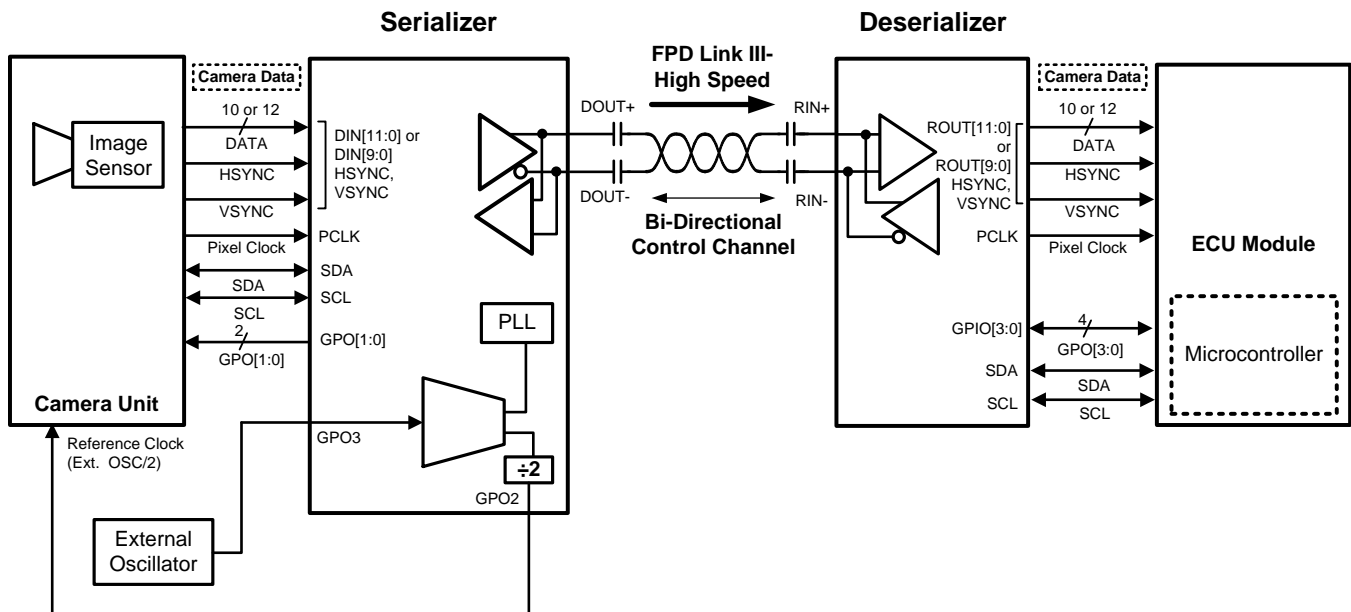 Serializer
Deserializer
FPD Link III-
High Speed
Camera Data
Camera Data
Image
Sensor
10 or 12
DATA
HSYNC
VSYNC
Pixel Clock
SDA
SCL
2
GPO[1:0]
Camera Unit
DIN[11:0] or
DIN[9:0]
HSYNC,
VSYNC
PCLK
SDA
SCL
GPO[1:0]
PLL
GPO3
÷2
GPO2
Reference Clock
(Ext. OSC/2)
External
Oscillator
DOUT+
DOUT-
RIN+
RIN-
Bi-Directional
Control Channel
ROUT[11:0]
or
ROUT[9:0]
HSYNC,
VSYNC
PCLK
GPIO[3:0]
SDA
SCL
10 or 12
DATA
HSYNC
VSYNC
Pixel Clock
4
GPO[3:0]
SDA
SCL
ECU Module
Microcontroller